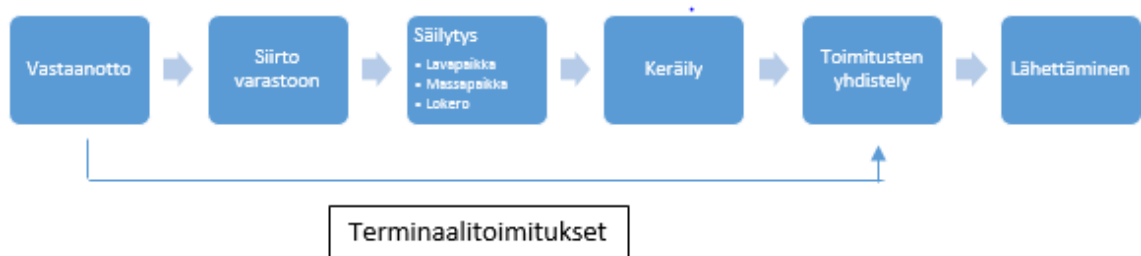 Vastaanotto
Siirto
varastoon
Säilytys
• Lavapaikka
• Massapaikka
• Lokero
Keräily
Toimitusten
yhdistely
Lähettäminen
Terminaalitoimitukset